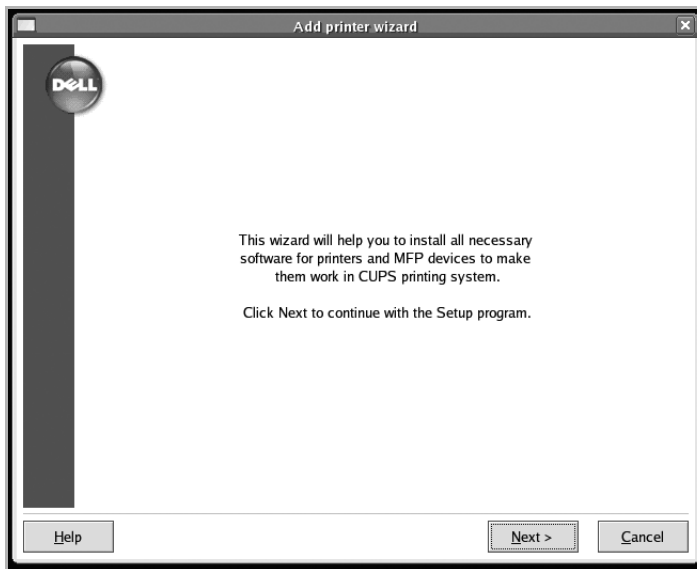 Add printer wizard
DELL
This wizard will help you to install all necessary
software for printers and MFP devices to make
them work in CUPS printing system.
Click Next to continue with the Setup program.
Help
Next >
Cancel